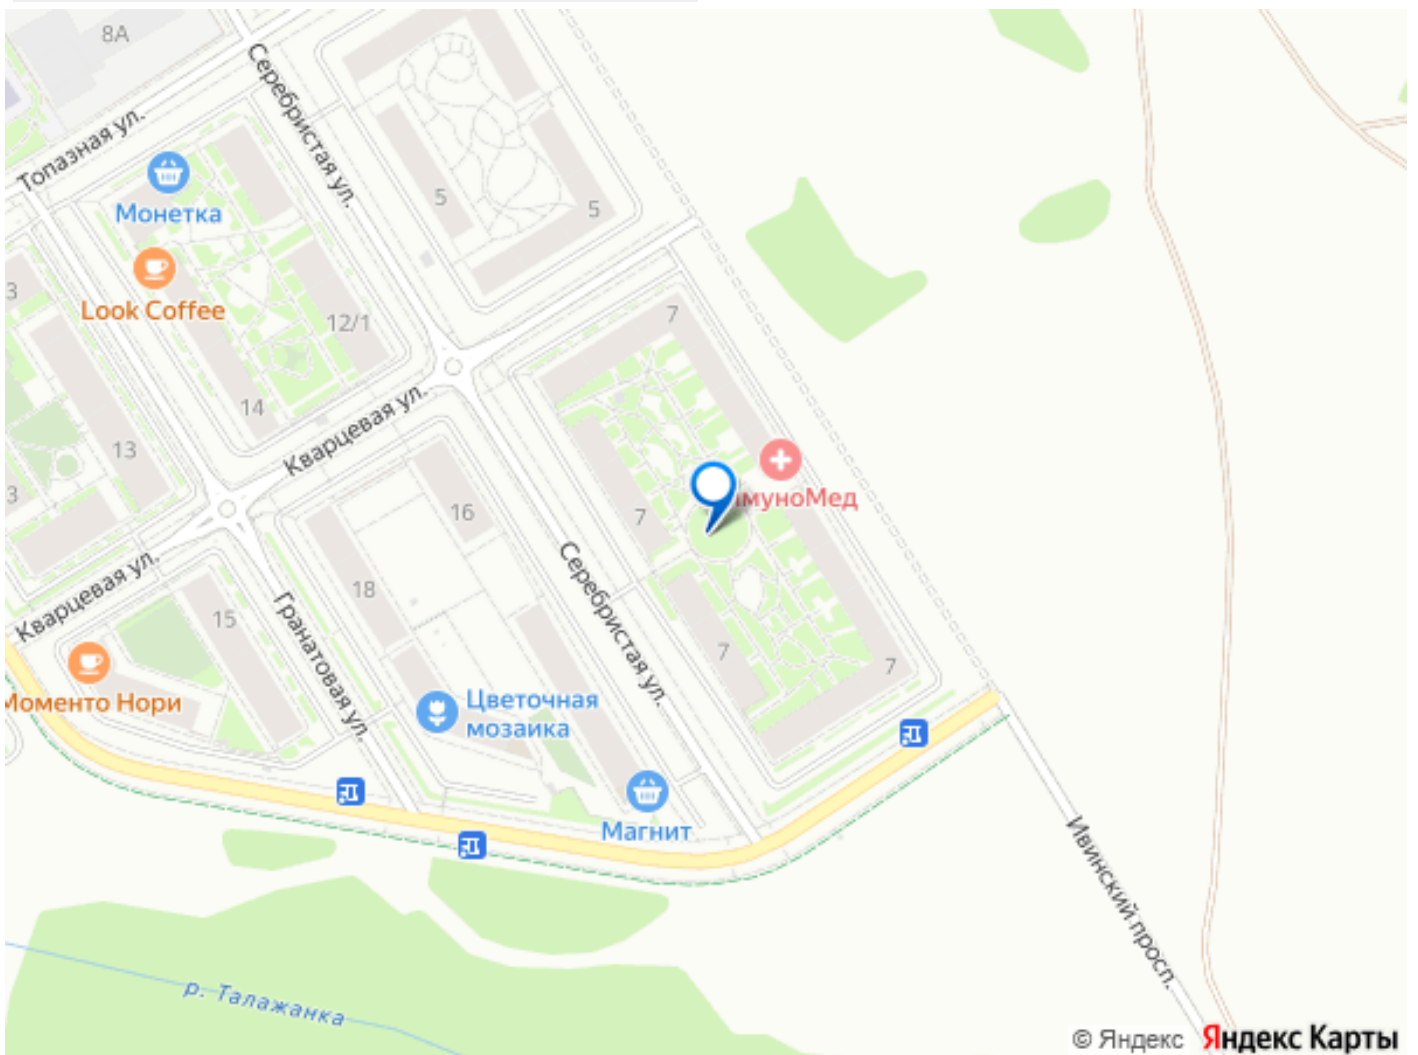 8А
Серебристая ул.
Топазная ул.
Монетка
5
5
Look Coffee
3
12/1
7
14
Кварцевая ул.
13
3
16
ммуноМед
7
18
Серебристая ул.
Кварцевая ул.
15
Гранатовая ул.
7
7
Моменто Нори
Цветочная
мозаика
Магнит
Ивинский просп.
р. Талажанка
© Яндекс Яндекс Карты